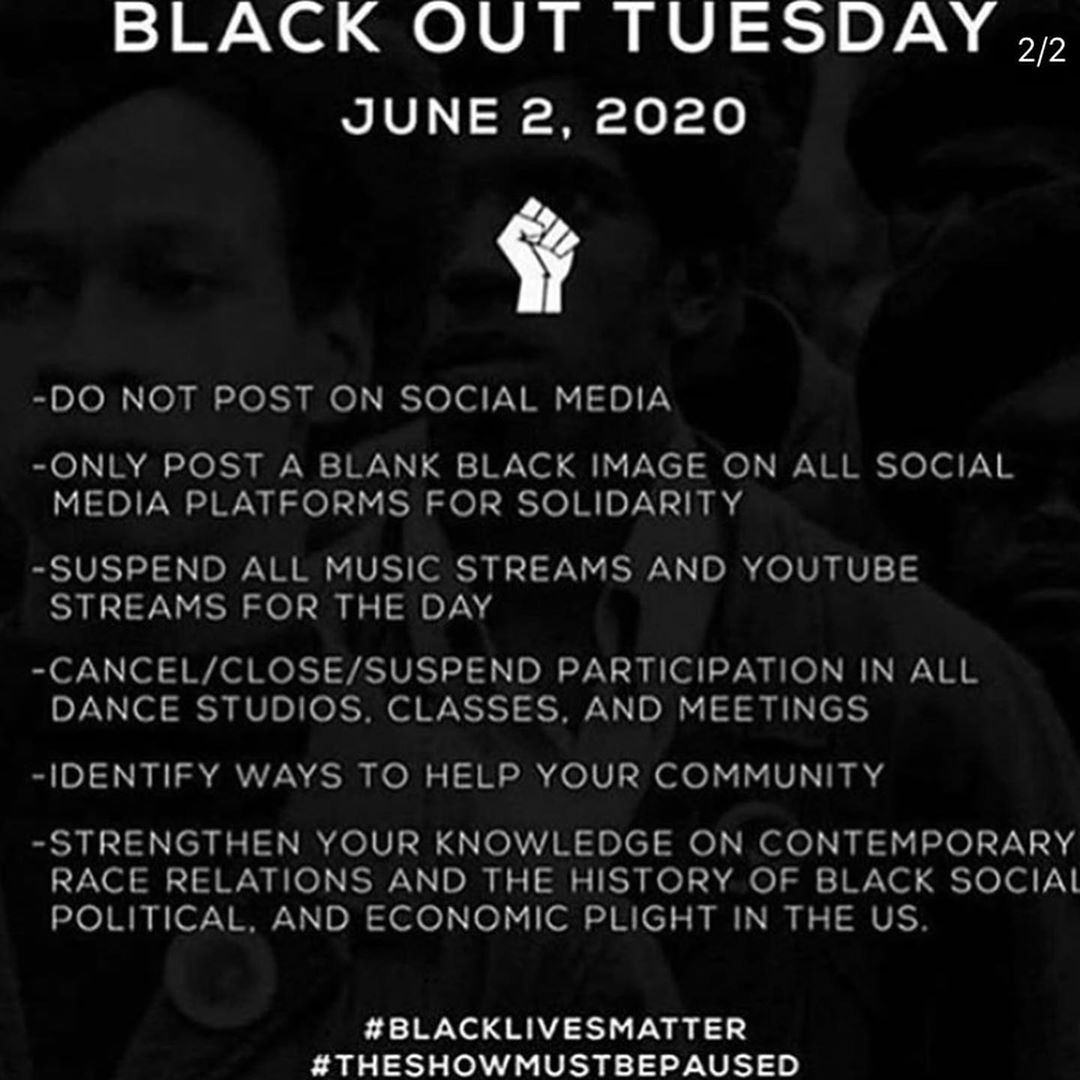 BLACK OUT TUESDAY
2/2
JUNE 2, 2020
-DO NOT POST ON SOCIAL MEDIA
-ONLY POST A BLANK BLACK IMAGE ON ALL SOCIAL
MEDIA PLATFORMS FOR SOLIDARITY
-SUSPEND ALL MUSIC STREAMS AND YOUTUBE
STREAMS FOR THE DAY
-CANCEL/CLOSE/SUSPEND PARTICIPATION IN ALL
DANCE STUDIOS, CLASSES, AND MEETINGS
-IDENTIFY WAYS TO HELP YOUR COMMUNITY
-STRENGTHEN YOUR KNOWLEDGE ON CONTEMPORARY
RACE RELATIONS AND THE HISTORY OF BLACK SOCIAL
POLITICAL, AND ECONOMIC PLIGHT IN THE US.
#BLACKLIVESMATTER
#THESHOWMUSTBEPAUSED